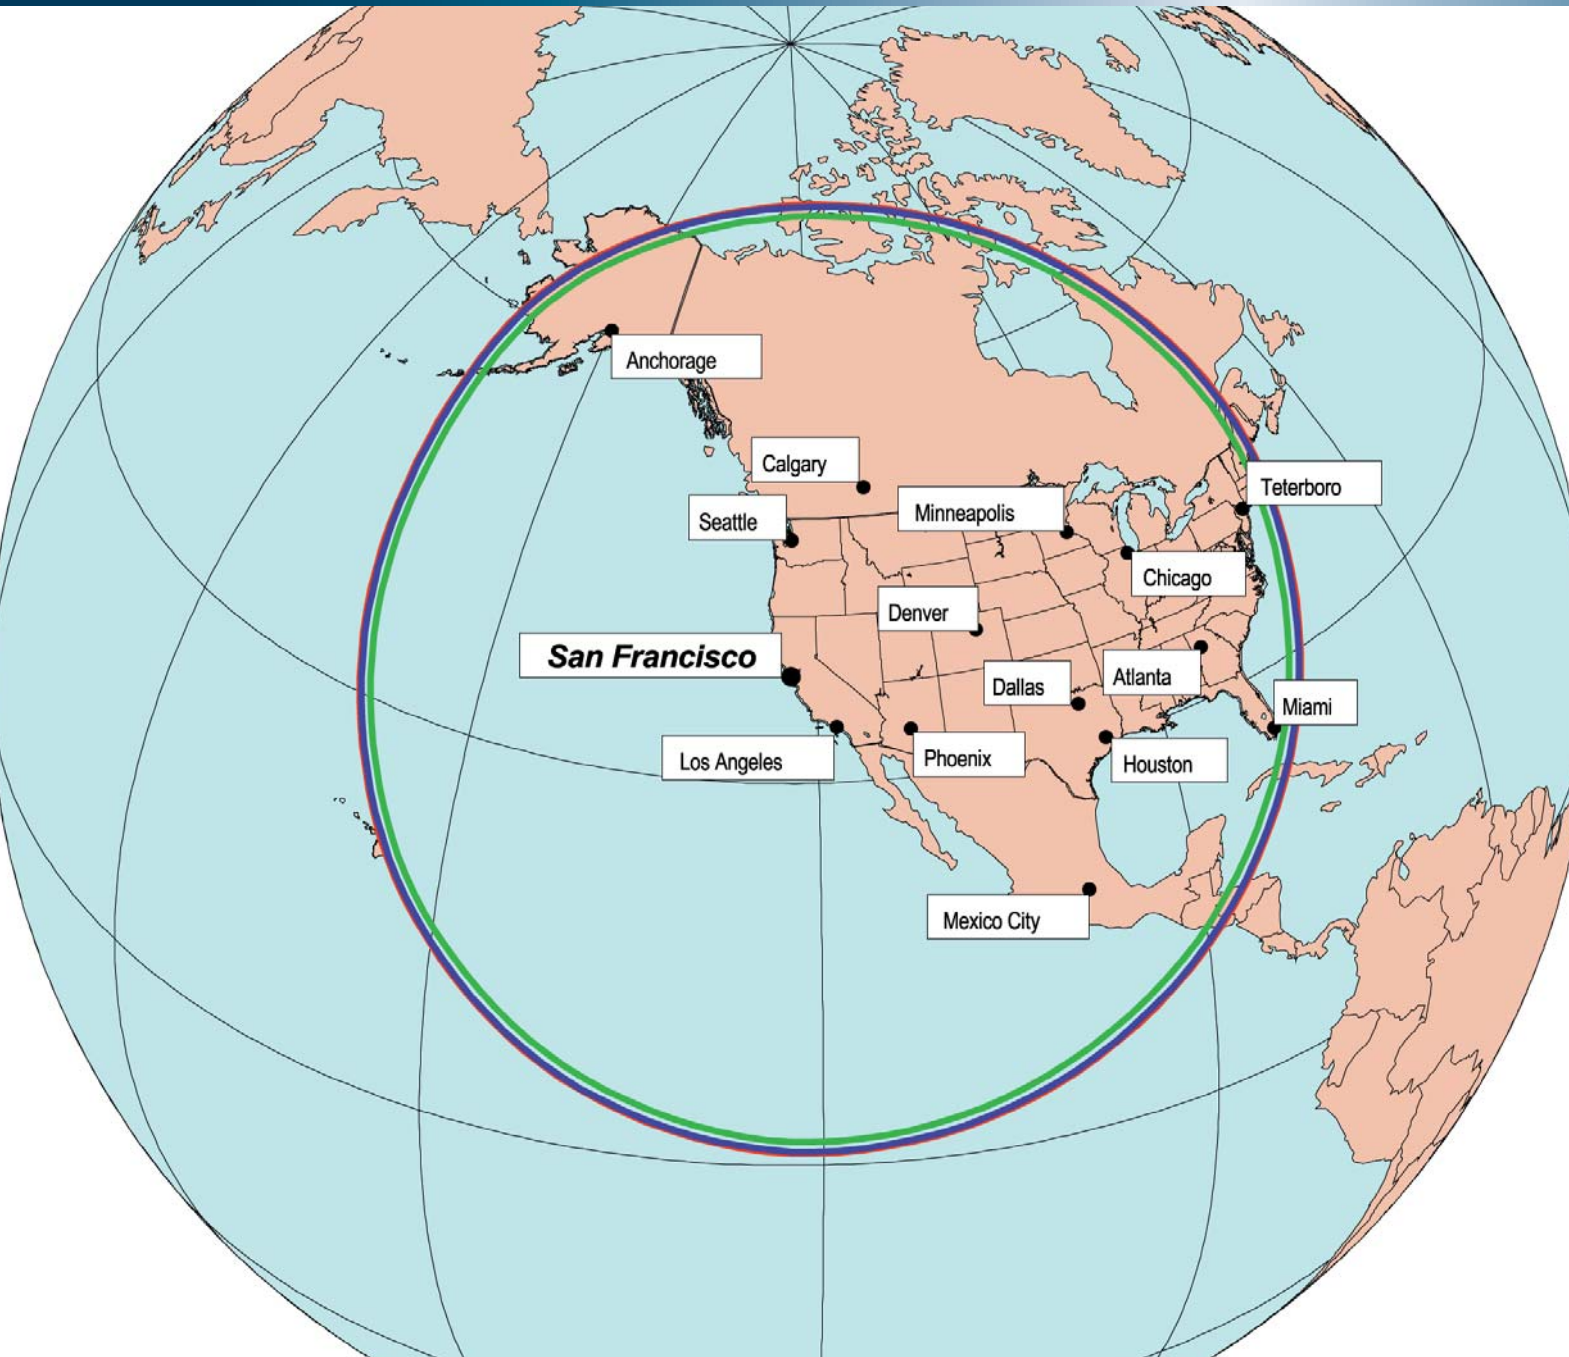 Anchorage
Calgary
Teterboro
Seattle
Minneapolis
Chicago
Denver
San Francisco
Dallas
Atlanta
Miami
Los Angeles
Phoenix
Houston
Mexico City